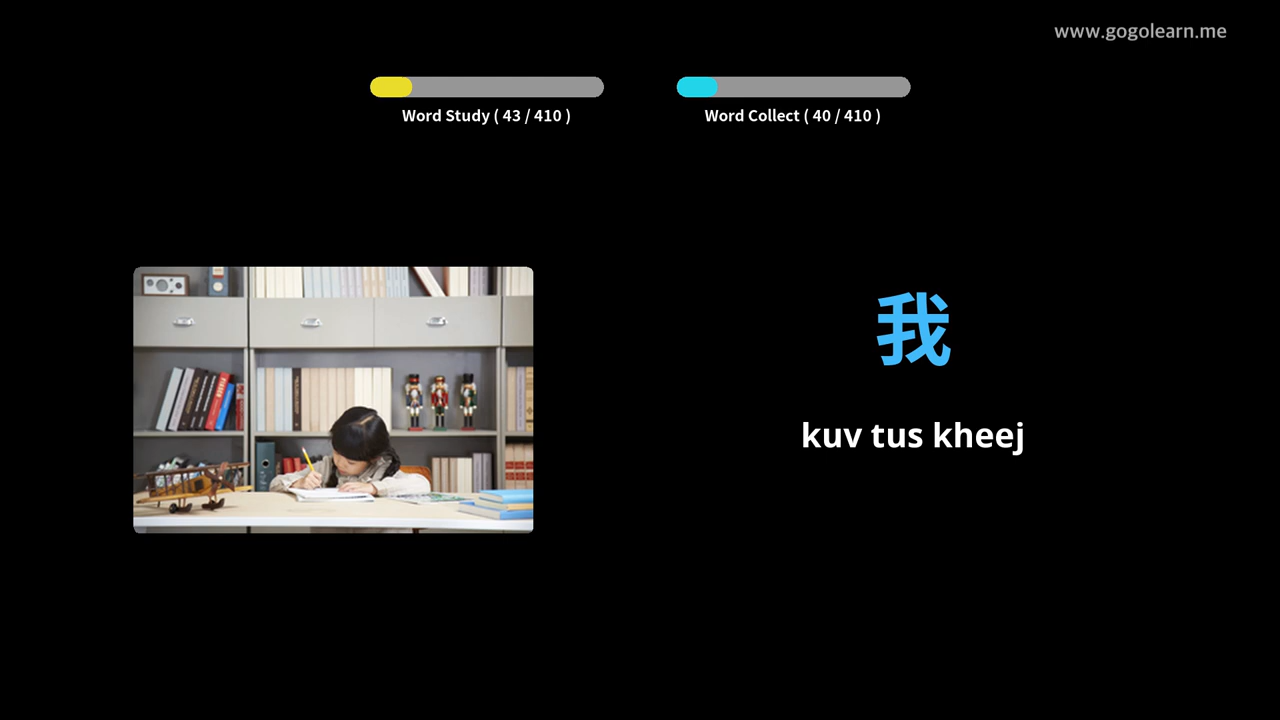 www.gogolearn.me
Word Study ( 43 / 410 )
Word Collect ( 40 / 410 )
我
kuv tus kheej